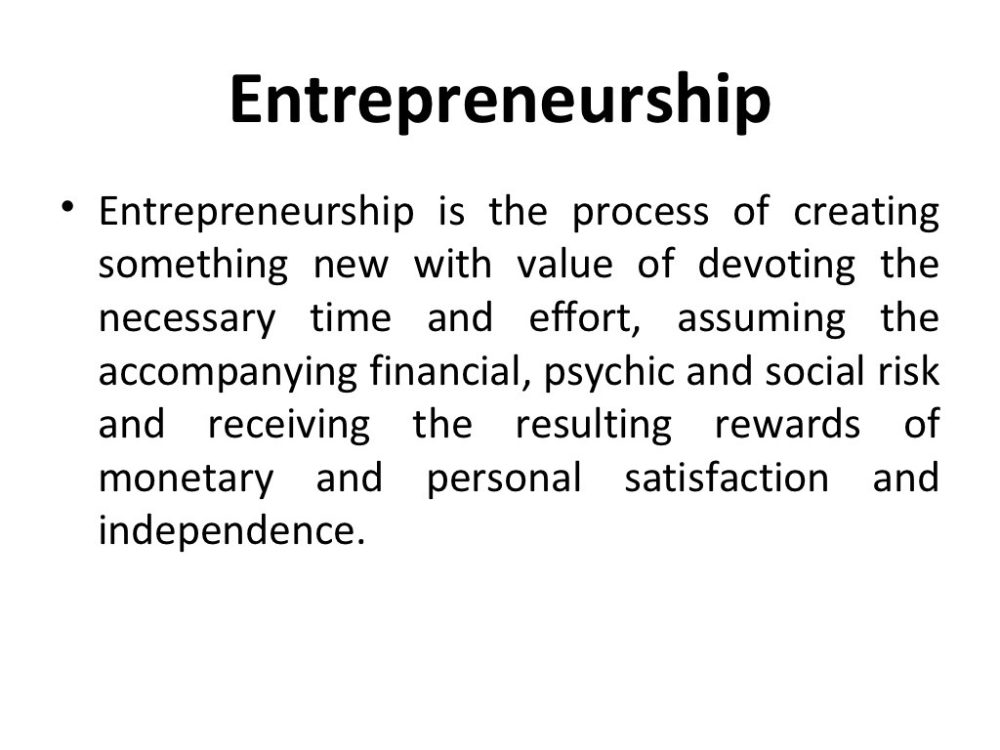 Entrepreneurship
• Entrepreneurship is the process of creating
something new with value of devoting the
necessary time and effort, assuming the
accompanying financial, psychic and social risk
and receiving the resulting rewards of
monetary and personal satisfaction and
independence.